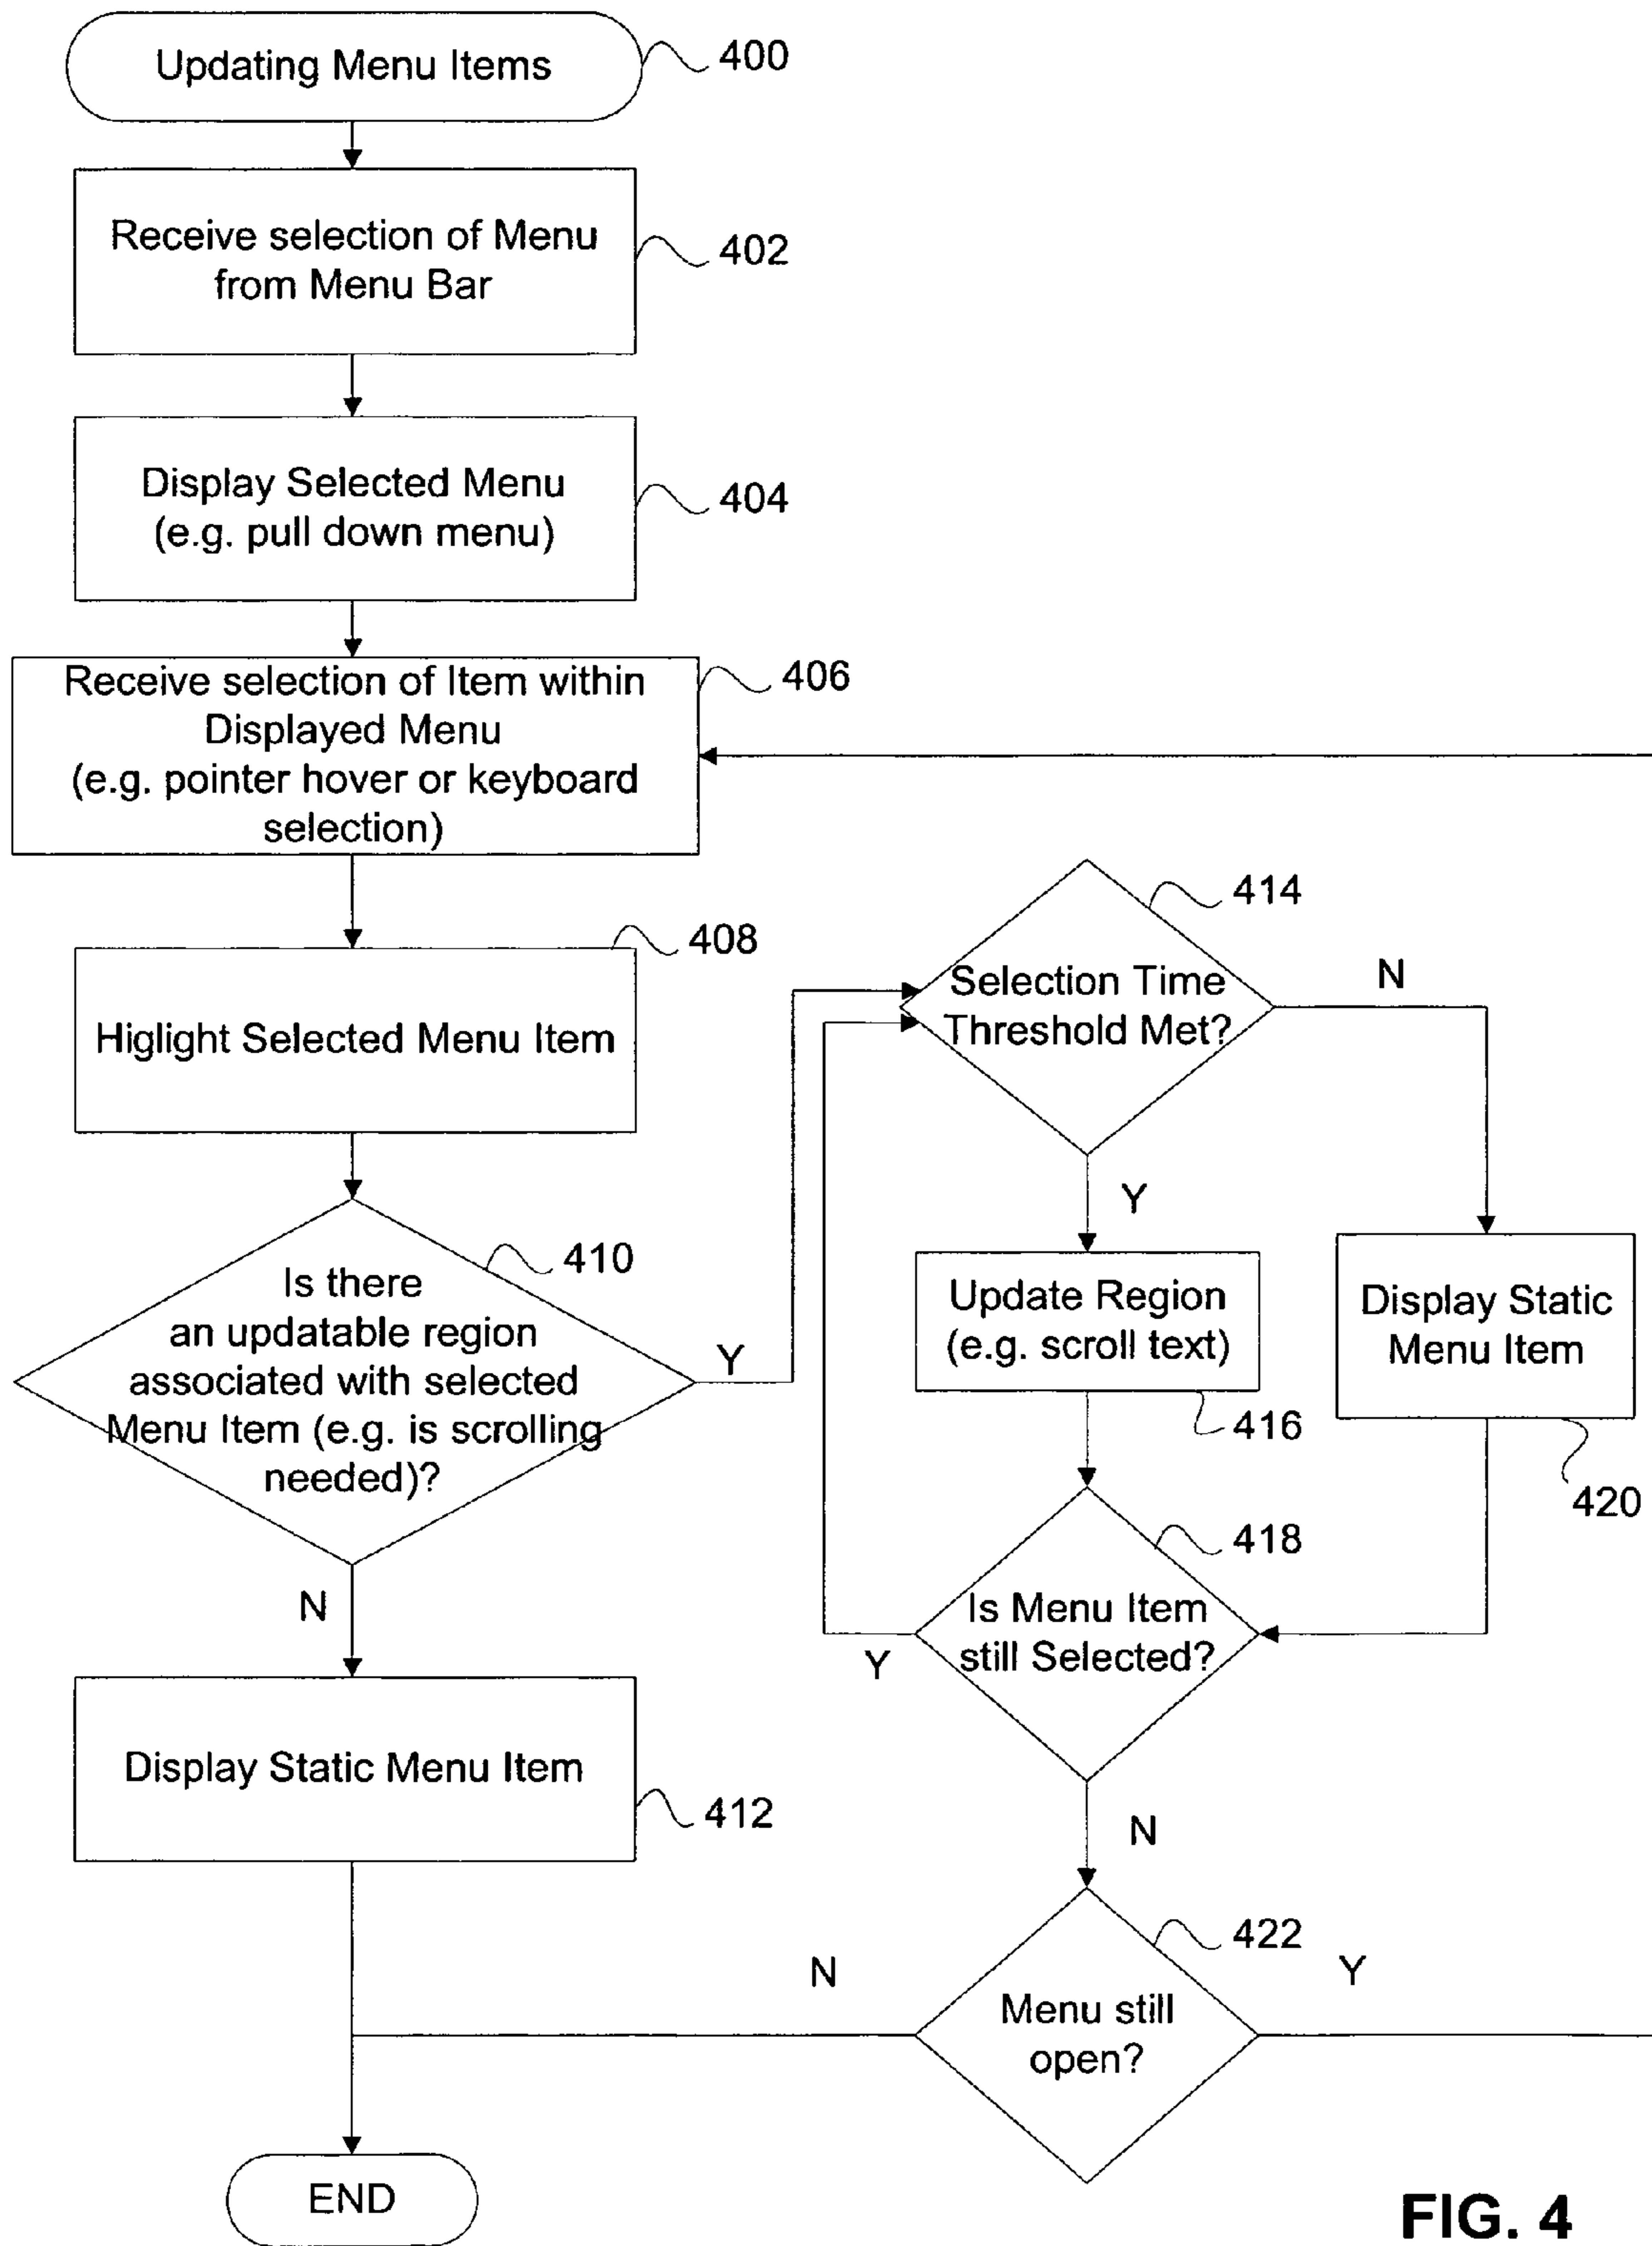 Updating Menu Items
400
Receive selection of Menu
from Menu Bar
402
Display Selected Menu
(e.g. pull down menu)
404
Receive selection of Item within
Displayed Menu
(e.g. pointer hover or keyboard
selection)
406
Higlight Selected Menu Item
408
Is there
an updatable region
associated with selected
Menu Item (e.g. is scrolling
needed)?
410
Y
N
Display Static Menu Item
412
Selection Time
Threshold Met?
414
N
Y
Update Region
(e.g. scroll text)
416
Display Static
Menu Item
420
Is Menu Item
still Selected?
418
Y
N
Menu still
open?
422
N
Y
END
FIG. 4